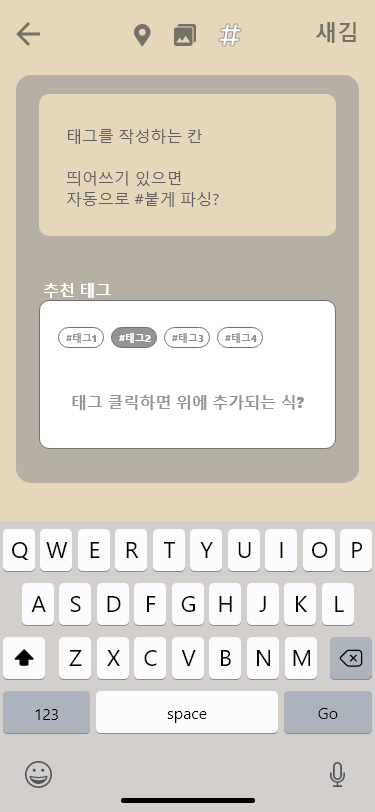 새김
태그를 작성하는 칸
띄어쓰기 있으면
자동으로 #붙게 파싱?
추천 태그
#태그1 #태그2 #태그3 #태그4
태그 클릭하면 위에 추가되는 식?
Q W E R T Y U I O P
A S D F G H J K L
Z X C V B N M
123 space Go